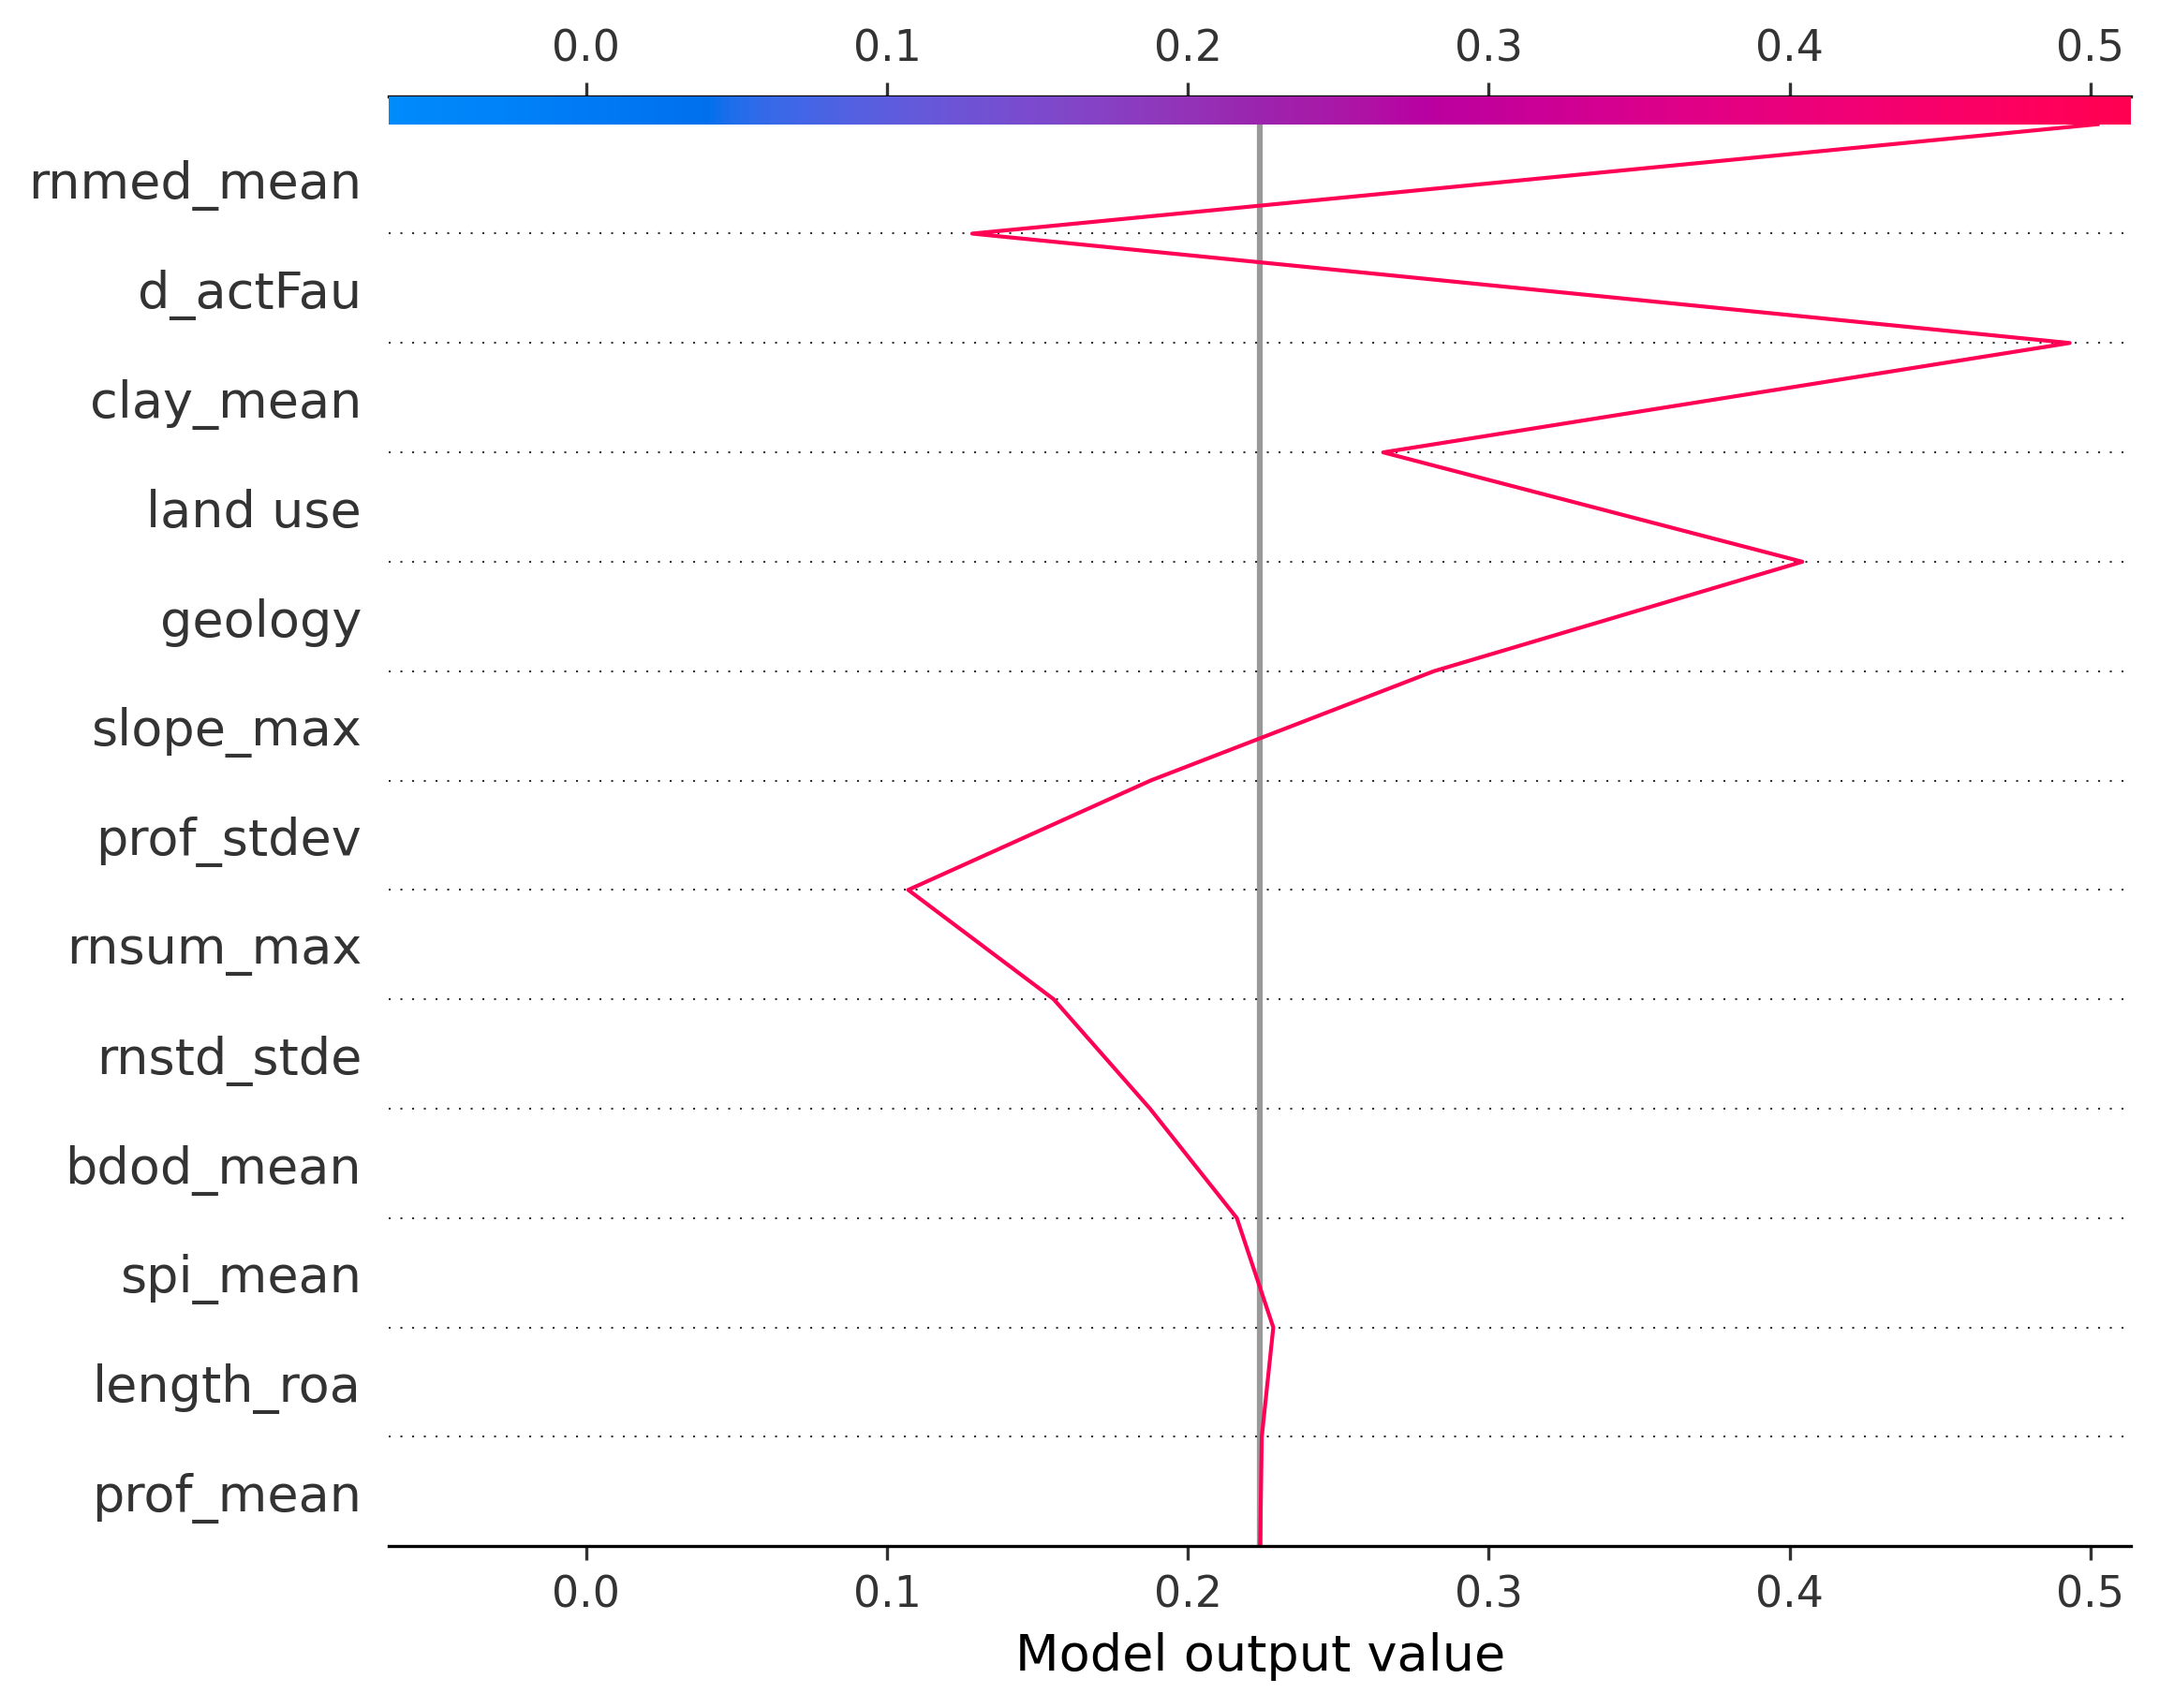 0.0 0.1 0.2 0.3 0.4 0.5
rnmed_mean
d_actFau
clay_mean
land use
geology
slope_max
prof_stdev
rnsum_max
rnstd_stde
bdod_mean
spi_mean
length_roa
prof_mean
0.0 0.1 0.2 0.3 0.4 0.5
Model output value